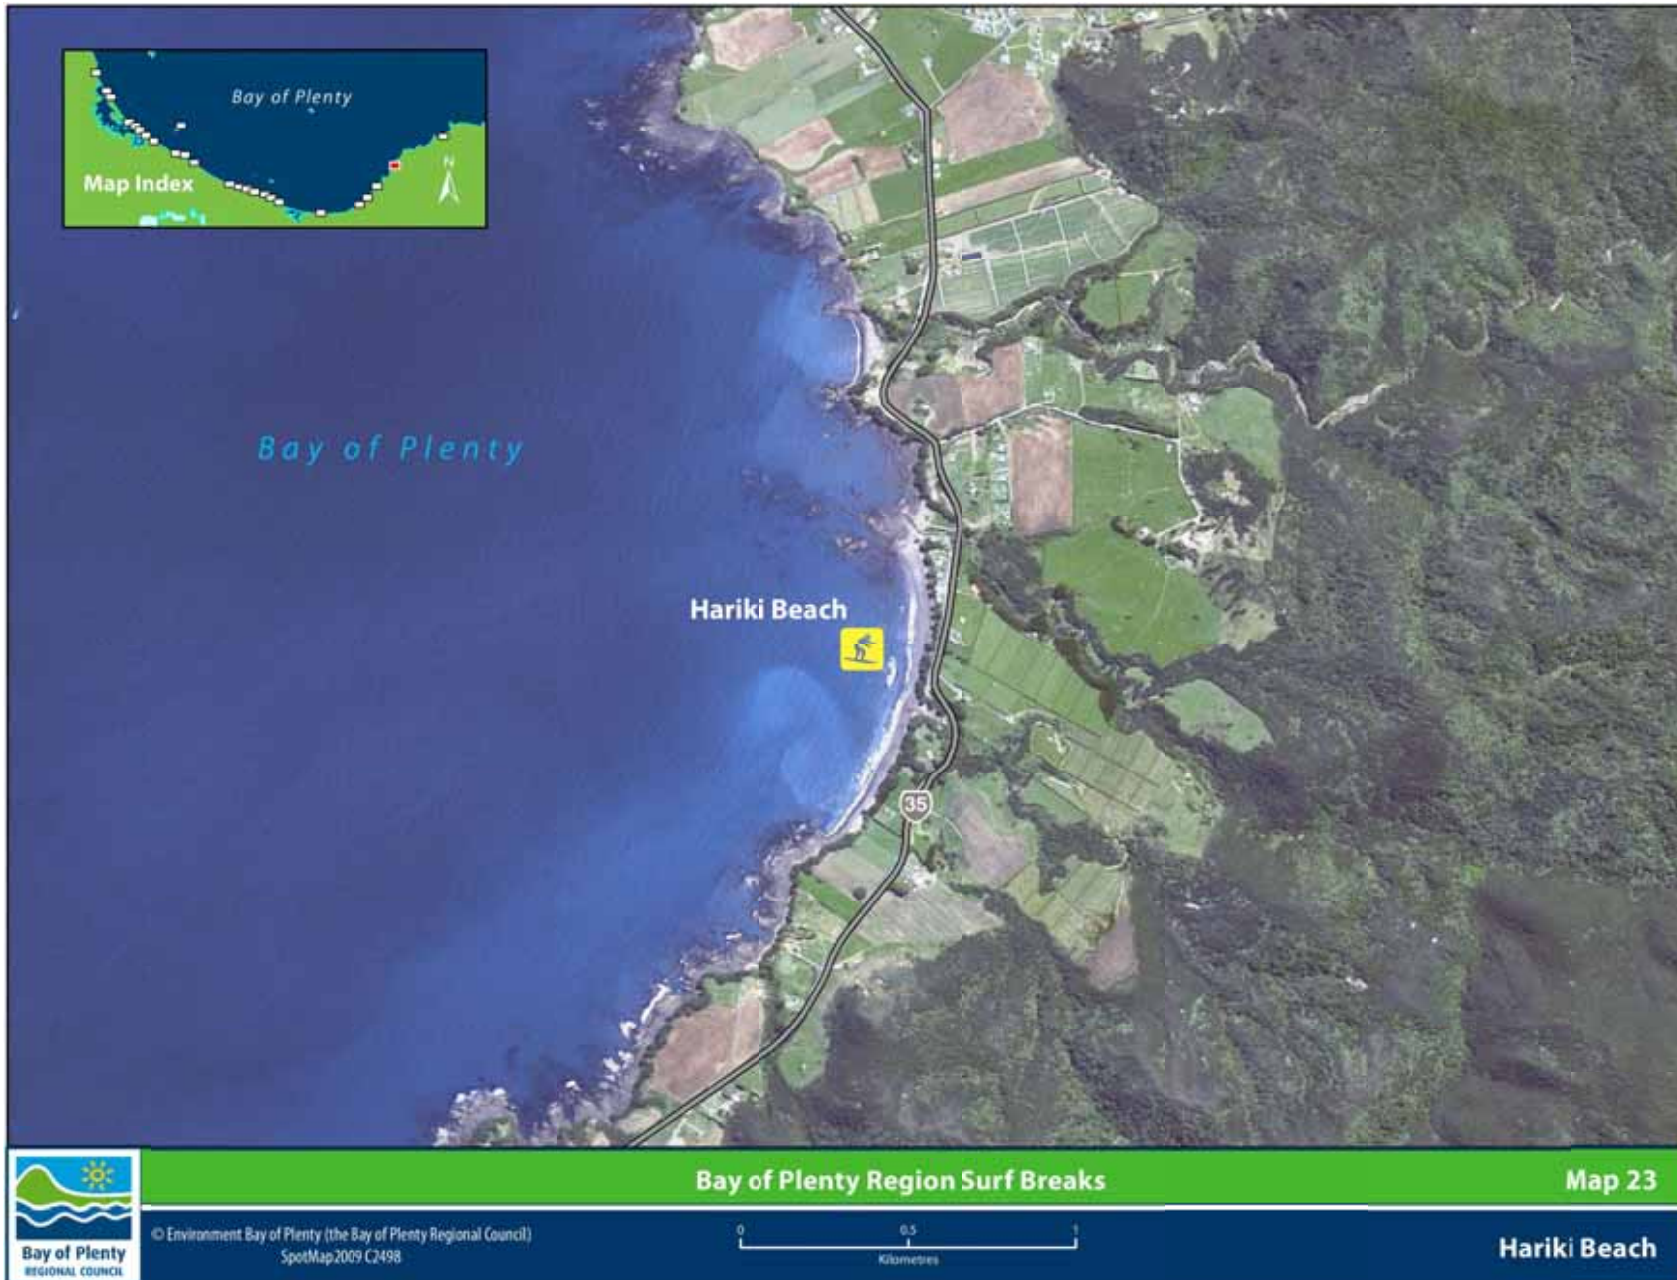 Bay of Plenty
N
Map Index
Bay of Plenty
Hariki Beach
35
Bay of Plenty Region Surf Breaks
Map 23
© Environment Bay of Plenty (the Bay of Plenty Regional Council)
SpotMap2009 C2498
0 0.5 1
Kilometres
Hariki Beach
Bay of Plenty
REGIONAL COUNCIL